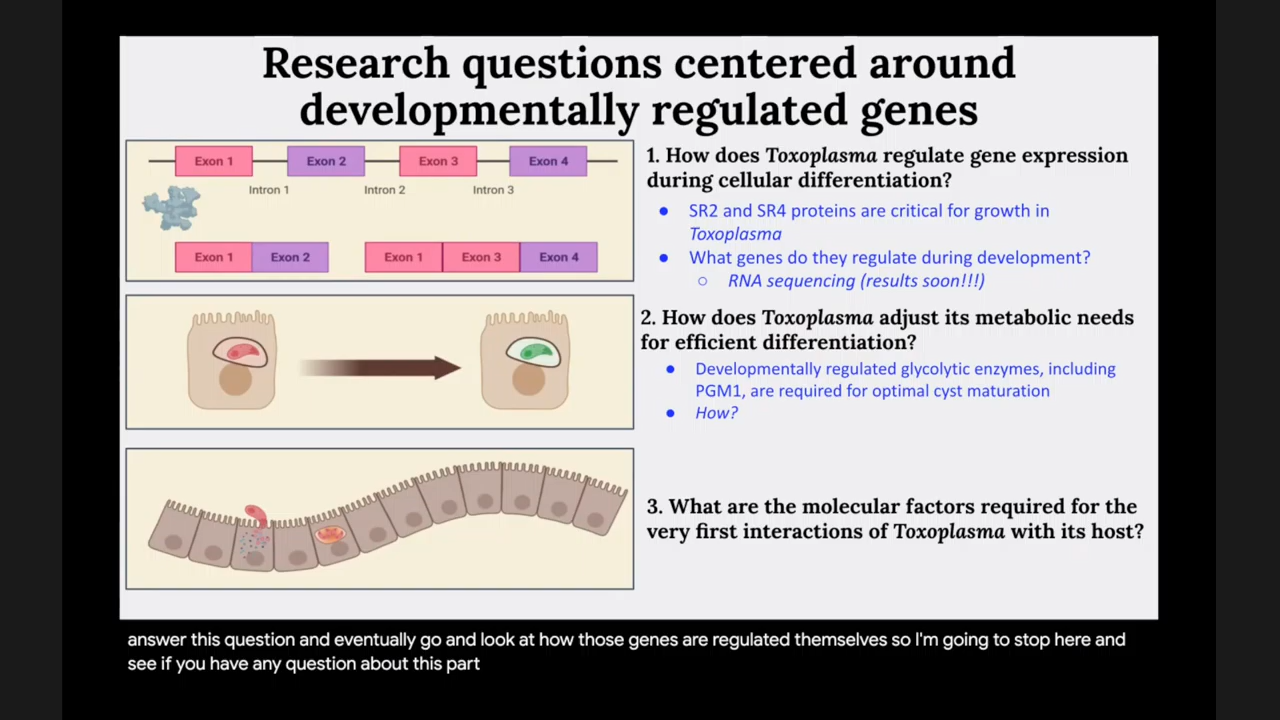 Research questions centered around
developmentally regulated genes
Exon 1
Exon 2
Exon 3
Exon 4
Intron 1
Intron 2
Intron 3
Exon 1
Exon 2
Exon 1
Exon 3
Exon 4
1. How does Toxoplasma regulate gene expression
during cellular differentiation?
● SR2 and SR4 proteins are critical for growth in
Toxoplasma
● What genes do they regulate during development?
○ RNA sequencing (results soon!!!)
2. How does Toxoplasma adjust its metabolic needs
for efficient differentiation?
● Developmentally regulated glycolytic enzymes, including
PGM1, are required for optimal cyst maturation
● How?
3. What are the molecular factors required for the
very first interactions of Toxoplasma with its host?
answer this question and eventually go and look at how those genes are regulated themselves so I'm going to stop here and
see if you have any question about this part